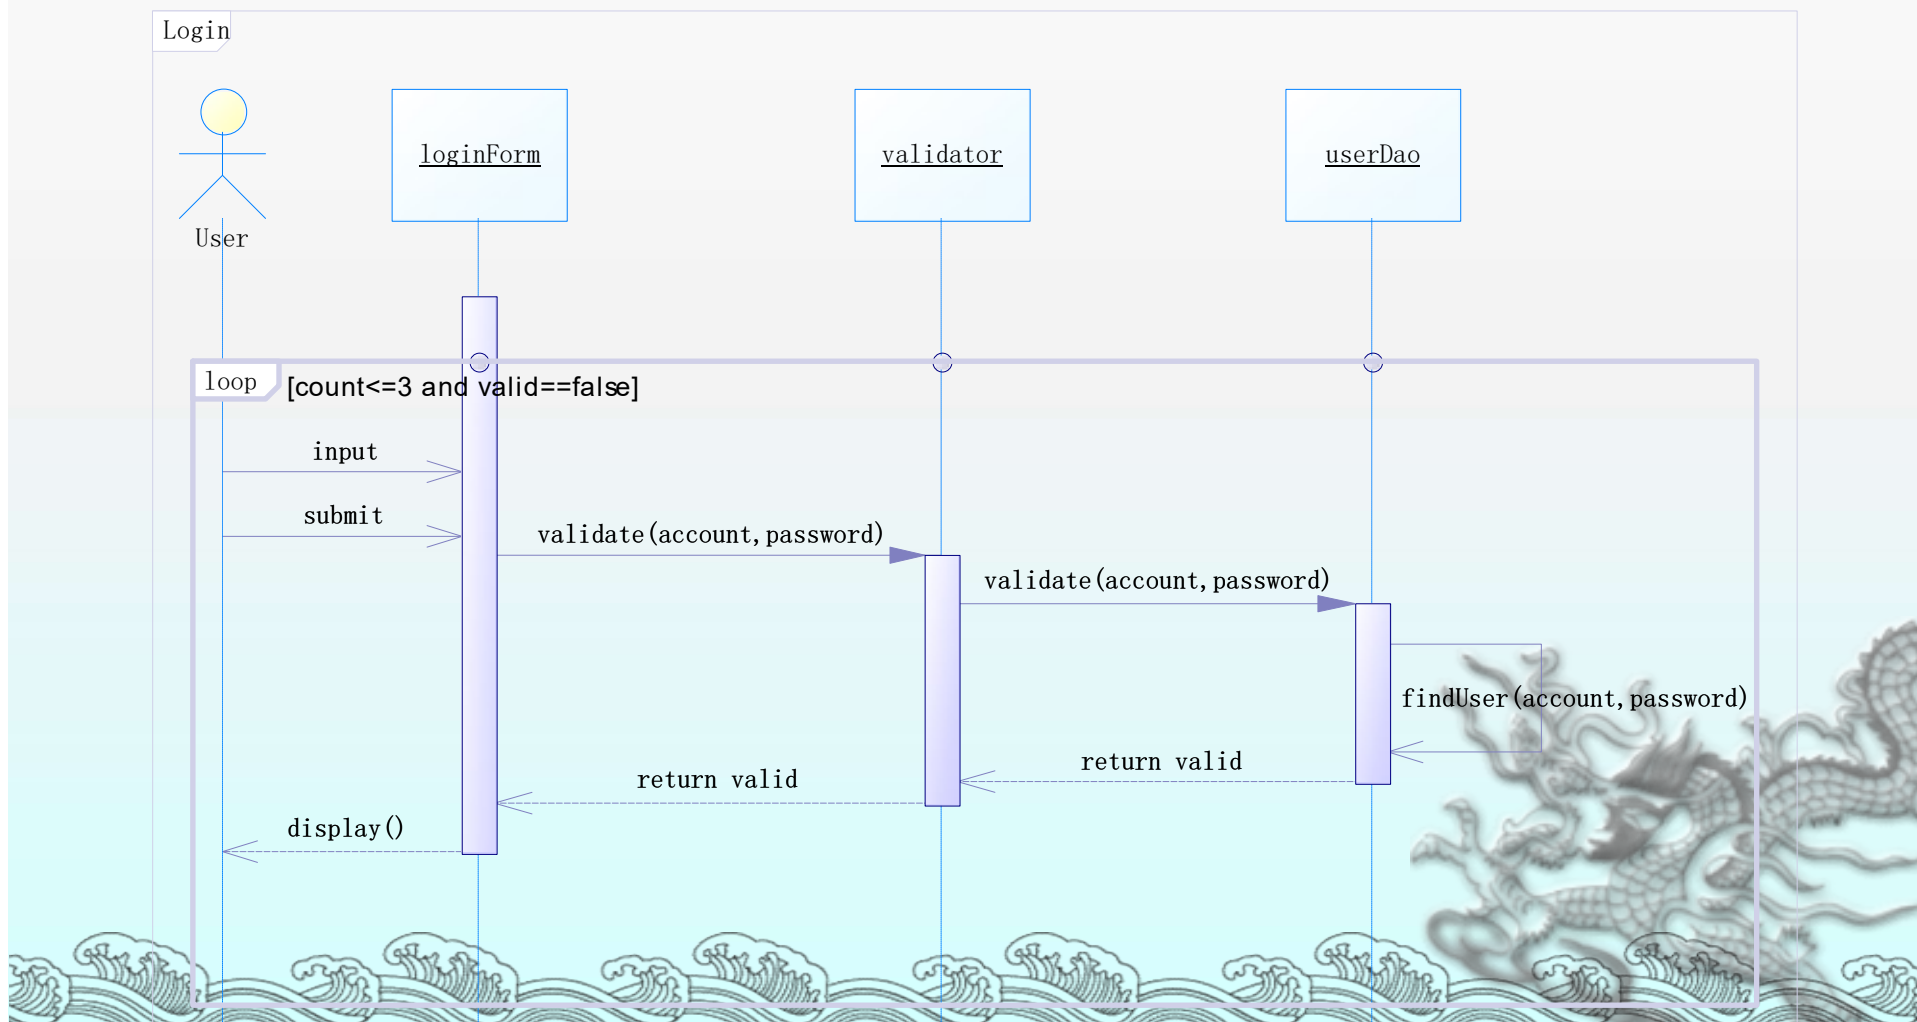 Login
loginForm
validator
userDao
User
loop
[count<=3 and valid==false]
input
submit
validate(account,password)
validate(account,password)
findUser(account,password)
return valid
return valid
display()